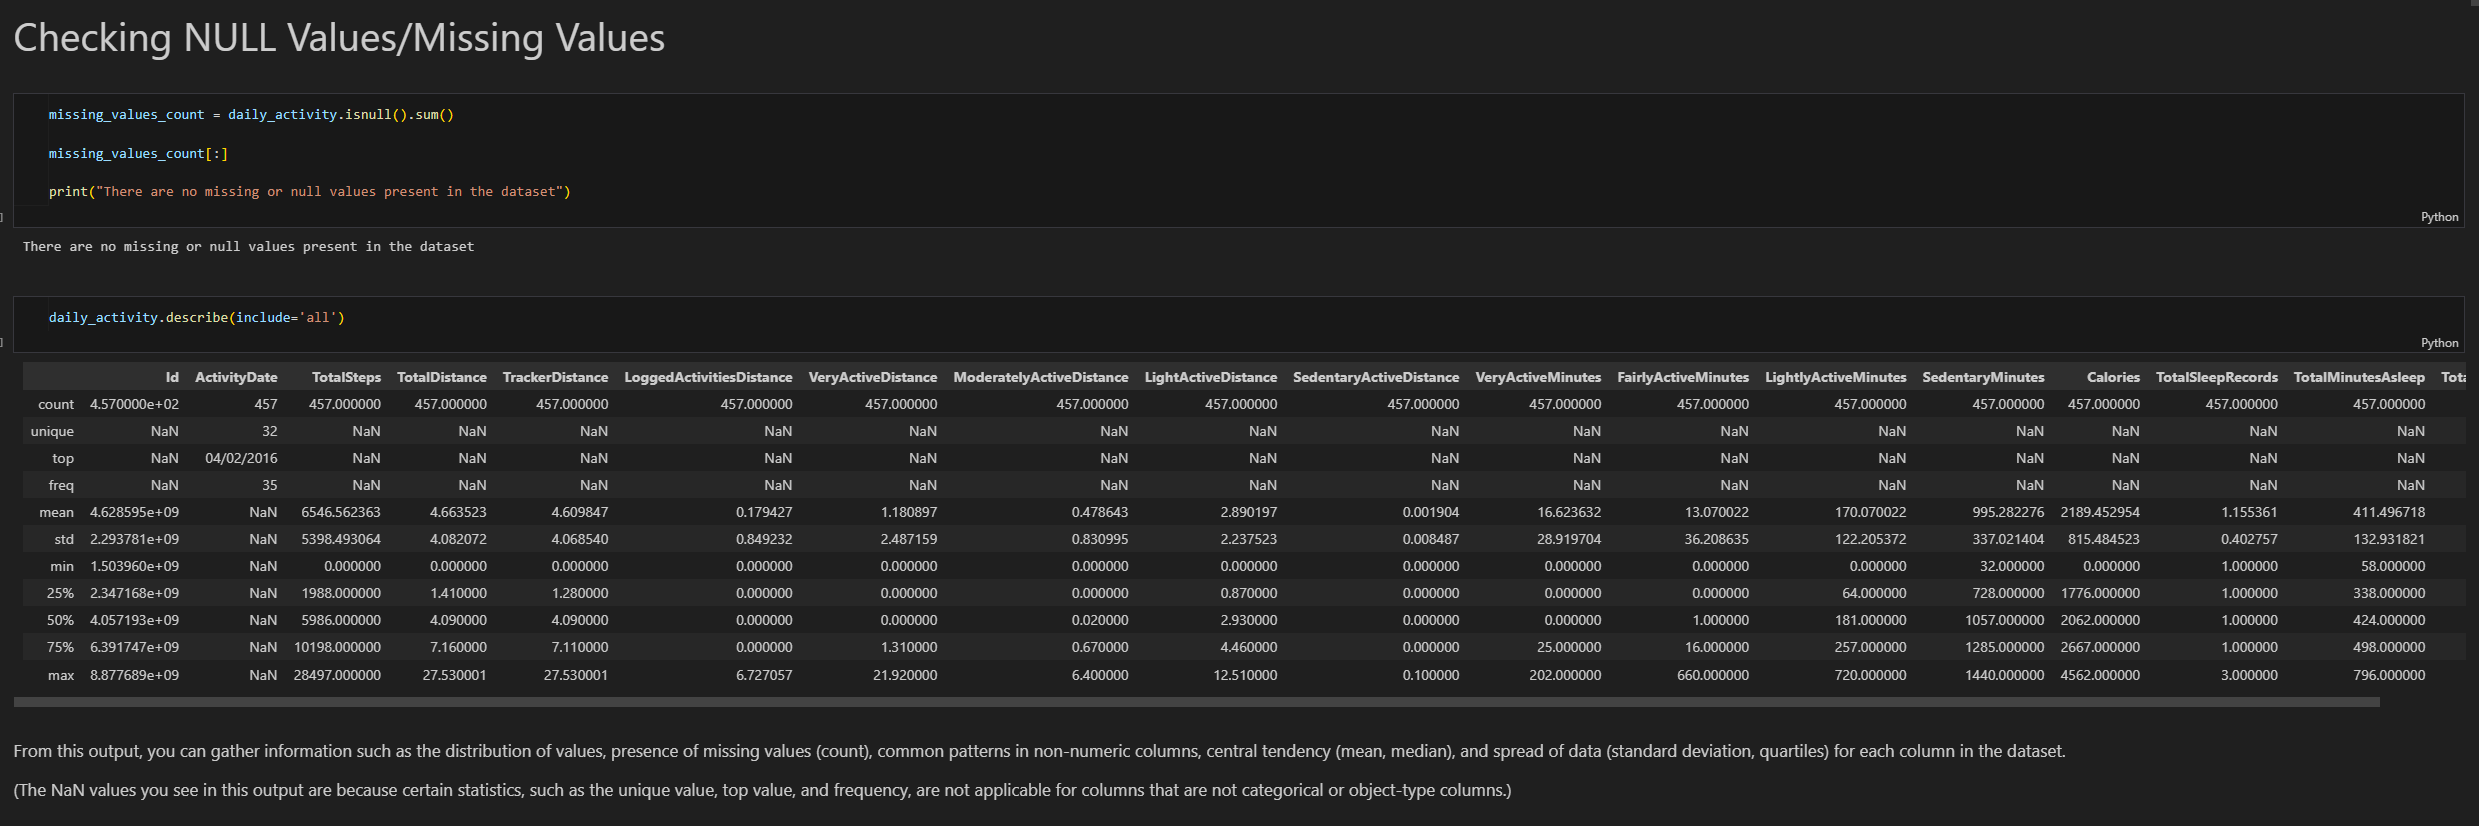 Checking NULL Values/Missing Values
missing_values_count = daily_activity.isnull().sum()
missing_values_count[:]
print("There are no missing or null values present in the dataset")
]
Python
There are no missing or null values present in the dataset
daily_activity.describe(include='all')
]
Python
Id ActivityDate TotalSteps TotalDistance TrackerDistance LoggedActivitiesDistance VeryActiveDistance ModeratelyActiveDistance LightActiveDistance SedentaryActiveDistance VeryActiveMinutes FairlyActiveMinutes LightlyActiveMinutes SedentaryMinutes Calories TotalSleepRecords TotalMinutesAsleep Tota
count 4.570000e+02 457 457.000000 457.000000 457.000000 457.000000 457.000000 457.000000 457.000000 457.000000 457.000000 457.000000 457.000000 457.000000 457.000000 457.000000 457.000000
unique NaN 32 NaN NaN NaN NaN NaN NaN NaN NaN NaN NaN NaN NaN NaN NaN NaN
top NaN 04/02/2016 NaN NaN NaN NaN NaN NaN NaN NaN NaN NaN NaN NaN NaN NaN NaN
freq NaN 35 NaN NaN NaN NaN NaN NaN NaN NaN NaN NaN NaN NaN NaN NaN NaN
mean 4.628595e+09 NaN 6546.562363 4.663523 4.609847 0.179427 1.180897 0.478643 2.890197 0.001904 16.623632 13.070022 170.070022 995.282276 2189.452954 1.155361 411.496718
std 2.293781e+09 NaN 5398.493064 4.082072 4.068540 0.849232 2.487159 0.830995 2.237523 0.008487 28.919704 36.208635 122.205372 337.021404 815.484523 0.402757 132.931821
min 1.503960e+09 NaN 0.000000 0.000000 0.000000 0.000000 0.000000 0.000000 0.000000 0.000000 0.000000 0.000000 0.000000 32.000000 0.000000 1.000000 58.000000
25% 2.347168e+09 NaN 1988.000000 1.410000 1.280000 0.000000 0.000000 0.000000 0.870000 0.000000 0.000000 0.000000 64.000000 728.000000 1776.000000 1.000000 338.000000
50% 4.057193e+09 NaN 5986.000000 4.090000 4.090000 0.000000 0.000000 0.020000 2.930000 0.000000 0.000000 1.000000 181.000000 1057.000000 2062.000000 1.000000 424.000000
75% 6.391747e+09 NaN 10198.000000 7.160000 7.110000 0.000000 1.310000 0.670000 4.460000 0.000000 25.000000 16.000000 257.000000 1285.000000 2667.000000 1.000000 498.000000
max 8.877689e+09 NaN 28497.000000 27.530001 27.530001 6.727057 21.920000 6.400000 12.510000 0.100000 202.000000 660.000000 720.000000 1440.000000 4562.000000 3.000000 796.000000
From this output, you can gather information such as the distribution of values, presence of missing values (count), common patterns in non-numeric columns, central tendency (mean, median), and spread of data (standard deviation, quartiles) for each column in the dataset.
(The NaN values you see in this output are because certain statistics, such as the unique value, top value, and frequency, are not applicable for columns that are not categorical or object-type columns.)